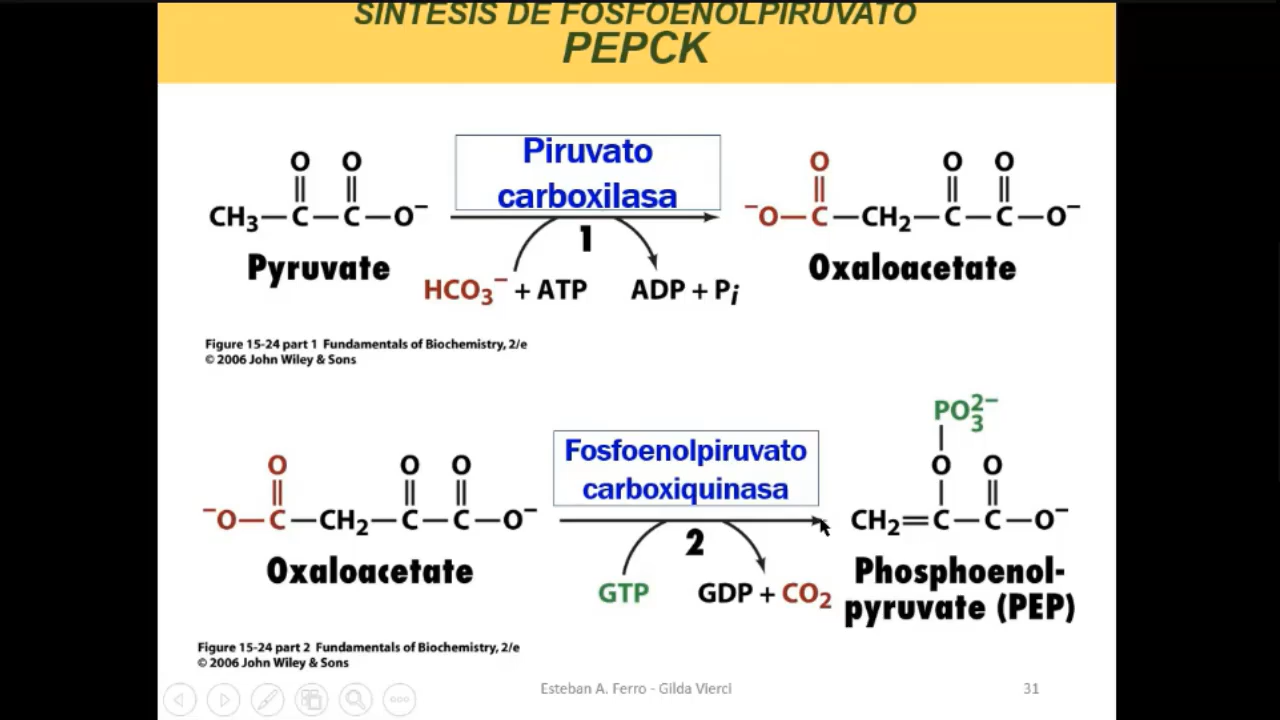 SINTESIS DE FOSFOENOLPIRUVATO
PEPCK
Piruvato
carboxilasa
O O
CH3—C—C—O−
Pyruvate
1
HCO3− + ATP ADP + Pi
O O O
−O—C—CH2—C—C—O−
Oxaloacetate
Figure 15-24 part 1 Fundamentals of Biochemistry, 2/e
© 2006 John Wiley & Sons
Fosfoenolpiruvato
carboxiquinasa
O O O
−O—C—CH2—C—C—O−
Oxaloacetate
2
GTP GDP + CO2
PO3 2−
O O
CH2=C—C—O−
Phosphoenol-
pyruvate (PEP)
Figure 15-24 part 2 Fundamentals of Biochemistry, 2/e
© 2006 John Wiley & Sons
Esteban A. Ferro - Gilda Vierci
31